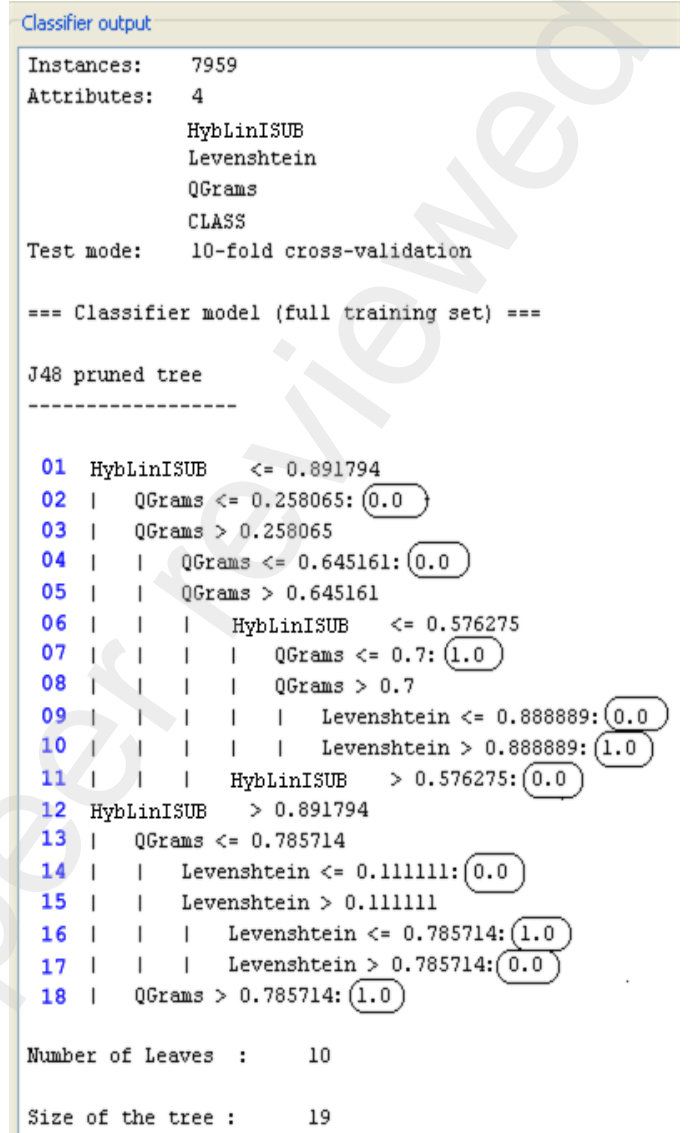 Classifier output
Instances: 7959
Attributes: 4
HybLinISUB
Levenshtein
QGrams
CLASS
Test mode: 10-fold cross-validation
=== Classifier model (full training set) ===
J48 pruned tree
------------------
01 HybLinISUB <= 0.891794
02 | QGrams <= 0.258065: 0.0
03 | QGrams > 0.258065
04 | | QGrams <= 0.645161: 0.0
05 | | QGrams > 0.645161
06 | | | HybLinISUB <= 0.576275
07 | | | | QGrams <= 0.7: 1.0
08 | | | | QGrams > 0.7
09 | | | | | Levenshtein <= 0.888889: 0.0
10 | | | | | Levenshtein > 0.888889: 1.0
11 | | | HybLinISUB > 0.576275: 0.0
12 HybLinISUB > 0.891794
13 | QGrams <= 0.785714
14 | | Levenshtein <= 0.111111: 0.0
15 | | Levenshtein > 0.111111
16 | | | Levenshtein <= 0.785714: 1.0
17 | | | Levenshtein > 0.785714: 0.0
18 | QGrams > 0.785714: 1.0
Number of Leaves : 10
Size of the tree : 19
peer reviewed